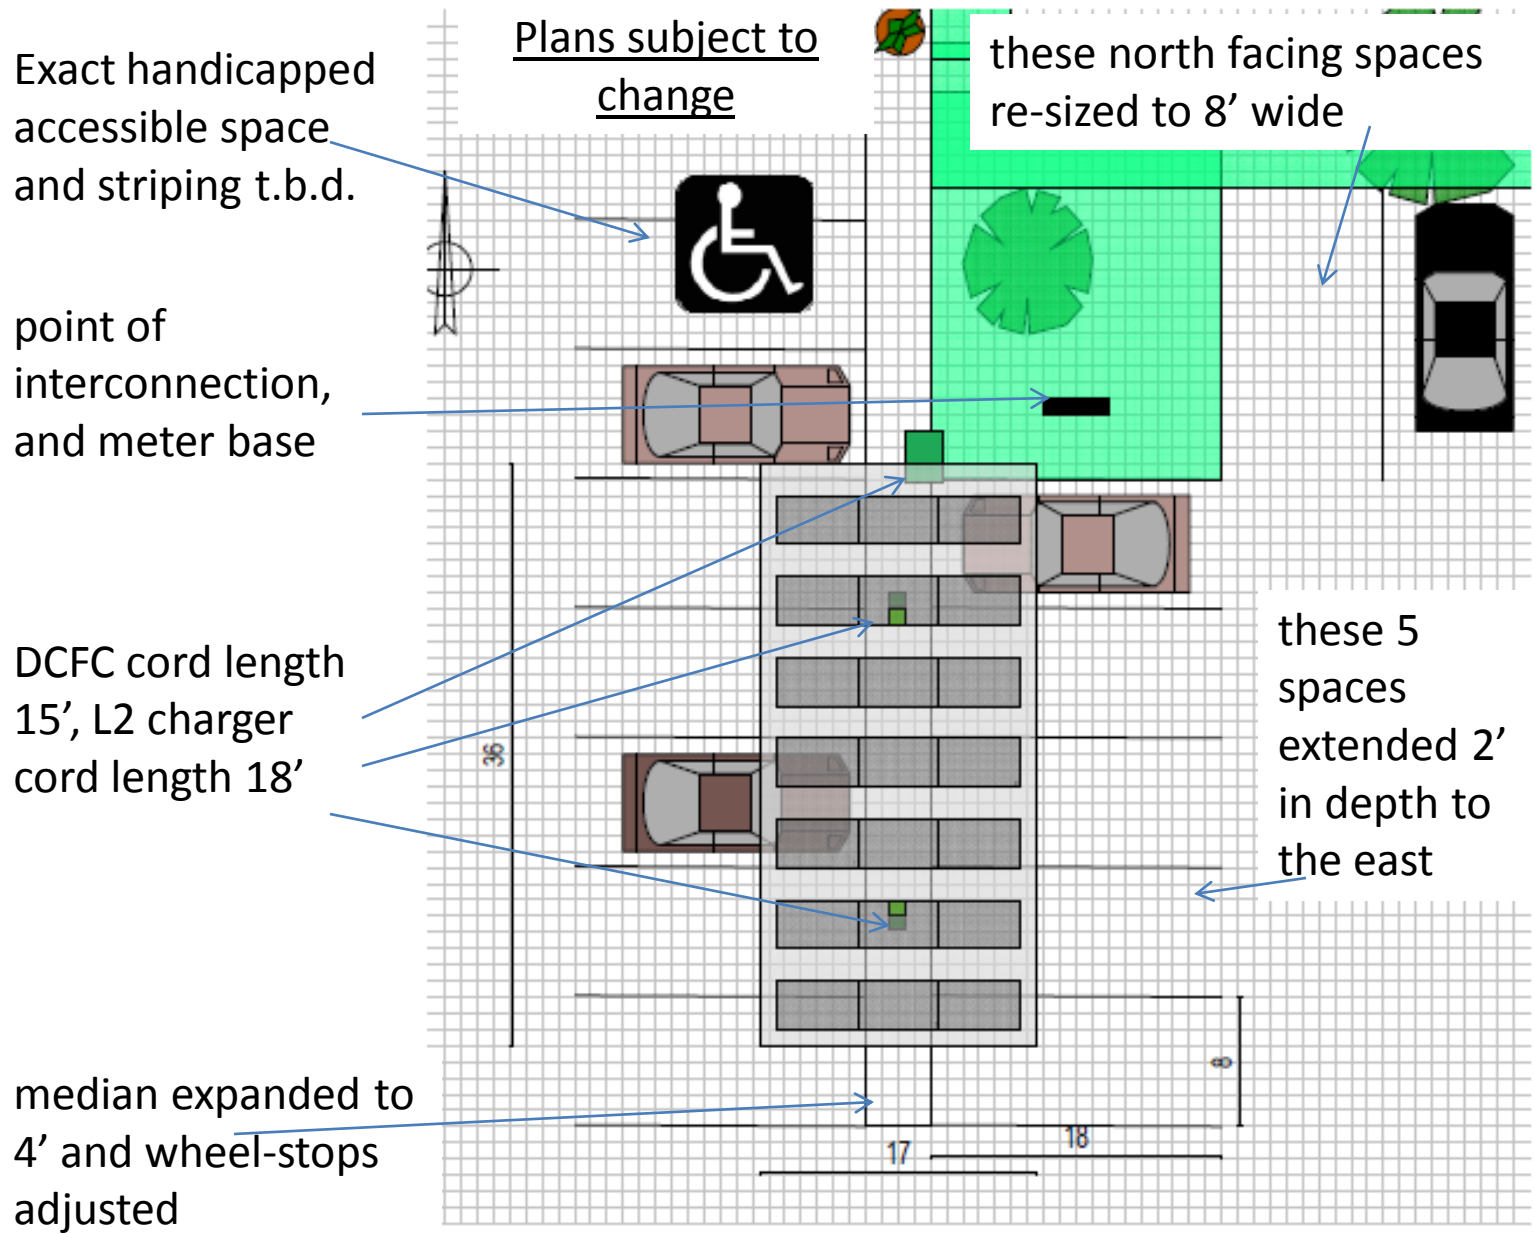 Plans subject to
change
Exact handicapped
accessible space
and striping t.b.d.
these north facing spaces
re-sized to 8’ wide
point of
interconnection,
and meter base
DCFC cord length
15’, L2 charger
cord length 18’
36
these 5
spaces
extended 2’
in depth to
the east
8
median expanded to
4’ and wheel-stops
adjusted
17
18